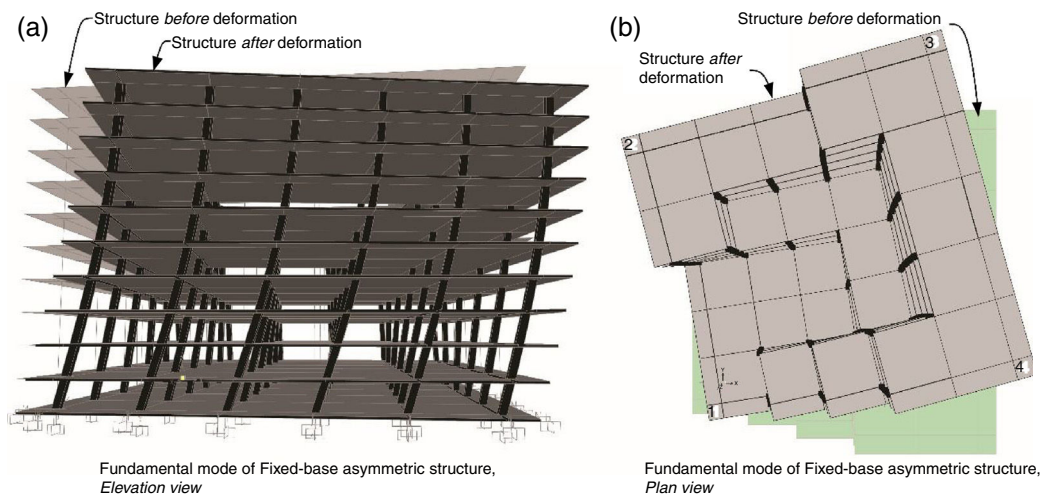 (a)
Structure before deformation
Structure after deformation
Fundamental mode of Fixed-base asymmetric structure,
Elevation view
(b)
Structure before deformation
Structure after
deformation
3
2
1
4
x
Fundamental mode of Fixed-base asymmetric structure,
Plan view